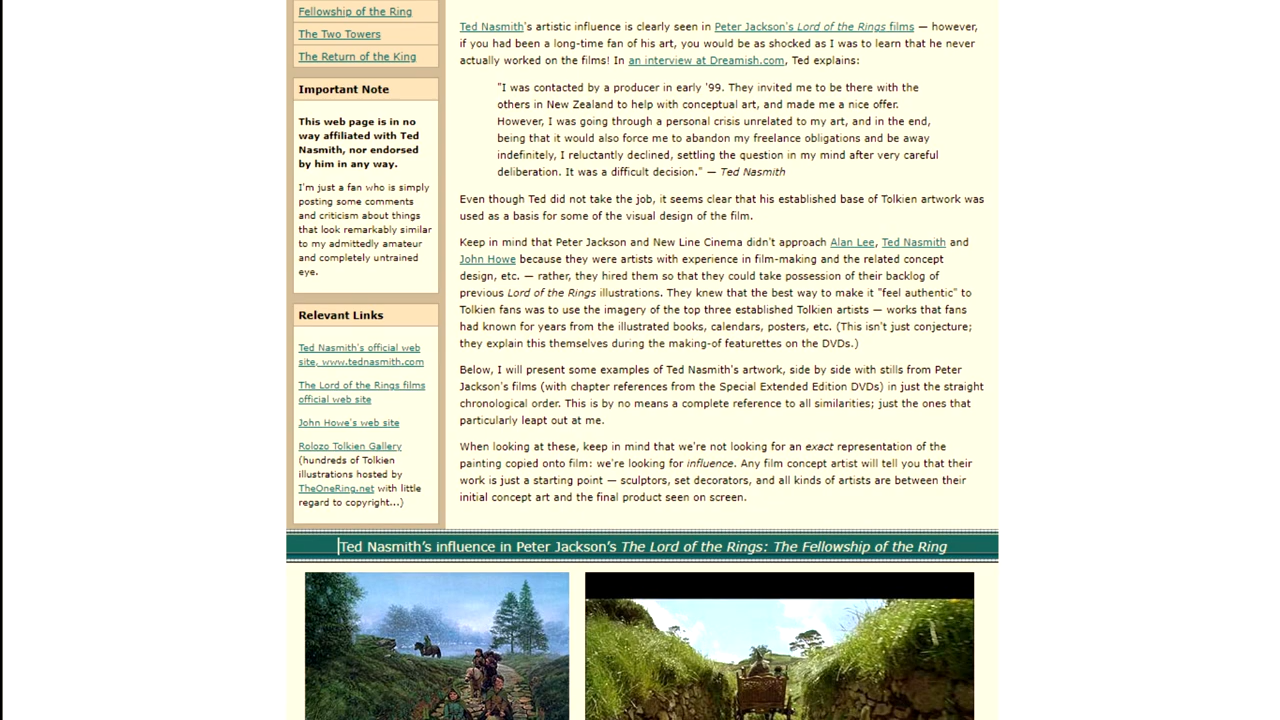 Fellowship of the Ring
The Two Towers
The Return of the King
Important Note
This web page is in no
way affiliated with Ted
Nasmith, nor endorsed
by him in any way.
I'm just a fan who is simply
posting some comments
and criticism about things
that look remarkably similar
to my admittedly amateur
and completely untrained
eye.
Relevant Links
Ted Nasmith's official web
site, www.tednasmith.com
The Lord of the Rings films
official web site
John Howe's web site
Rolozo Tolkien Gallery
(hundreds of Tolkien
illustrations hosted by
TheOneRing.net with little
regard to copyright...)
Ted Nasmith's artistic influence is clearly seen in Peter Jackson's Lord of the Rings films — however,
if you had been a long-time fan of his art, you would be as shocked as I was to learn that he never
actually worked on the films! In an interview at Dreamish.com, Ted explains:
"I was contacted by a producer in early '99. They invited me to be there with the
others in New Zealand to help with conceptual art, and made me a nice offer.
However, I was going through a personal crisis unrelated to my art, and in the end,
being that it would also force me to abandon my freelance obligations and be away
indefinitely, I reluctantly declined, settling the question in my mind after very careful
deliberation. It was a difficult decision." — Ted Nasmith
Even though Ted did not take the job, it seems clear that his established base of Tolkien artwork was
used as a basis for some of the visual design of the film.
Keep in mind that Peter Jackson and New Line Cinema didn't approach Alan Lee, Ted Nasmith and
John Howe because they were artists with experience in film-making and the related concept
design, etc. — rather, they hired them so that they could take possession of their backlog of
previous Lord of the Rings illustrations. They knew that the best way to make it "feel authentic" to
Tolkien fans was to use the imagery of the top three established Tolkien artists — works that fans
had known for years from the illustrated books, calendars, posters, etc. (This isn't just conjecture;
they explain this themselves during the making-of featurettes on the DVDs.)
Below, I will present some examples of Ted Nasmith's artwork, side by side with stills from Peter
Jackson's films (with chapter references from the Special Extended Edition DVDs) in just the straight
chronological order. This is by no means a complete reference to all similarities; just the ones that
particularly leapt out at me.
When looking at these, keep in mind that we're not looking for an exact representation of the
painting copied onto film: we're looking for influence. Any film concept artist will tell you that their
work is just a starting point — sculptors, set decorators, and all kinds of artists are between their
initial concept art and the final product seen on screen.
Ted Nasmith's influence in Peter Jackson's The Lord of the Rings: The Fellowship of the Ring